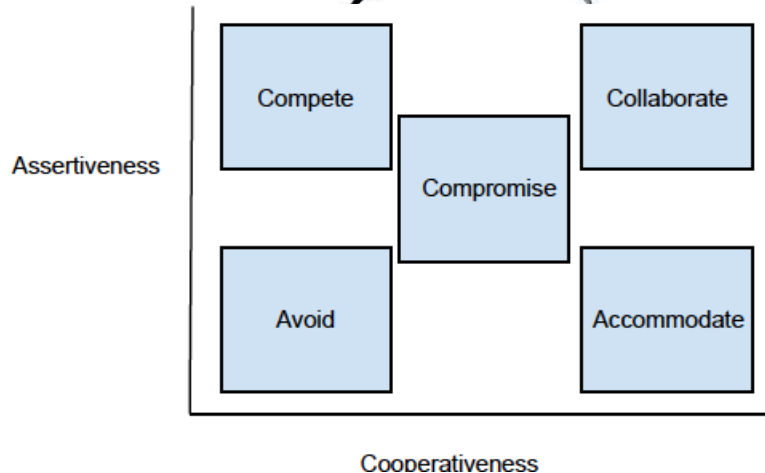 Compete
Collaborate
Assertiveness
Compromise
Avoid
Accommodate
Cooperativeness